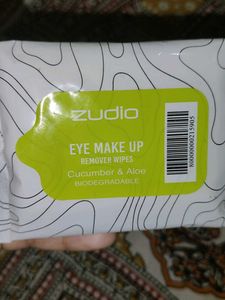 zudio
EYE MAKE UP
REMOVER WIPES
Cucumber & Aloe
BIODEGRADABLE